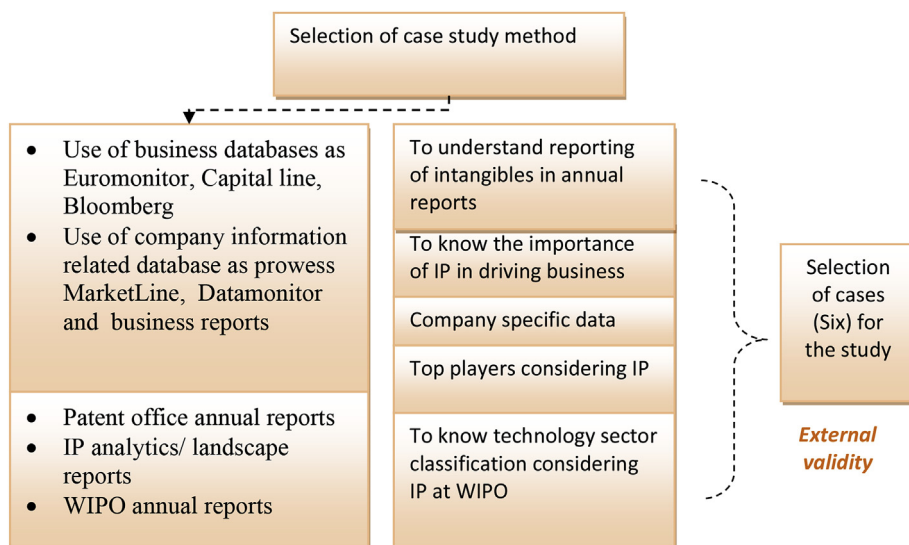 Selection of case study method
• Use of business databases as
Euromonitor, Capital line,
Bloomberg
• Use of company information
related database as prowess
MarketLine, Datamonitor
and business reports
• Patent office annual reports
• IP analytics/ landscape
reports
• WIPO annual reports
To understand reporting
of intangibles in annual
reports
To know the importance
of IP in driving business
Company specific data
Top players considering IP
To know technology sector
classification considering
IP at WIPO
Selection
of cases
(Six) for
the study
External
validity